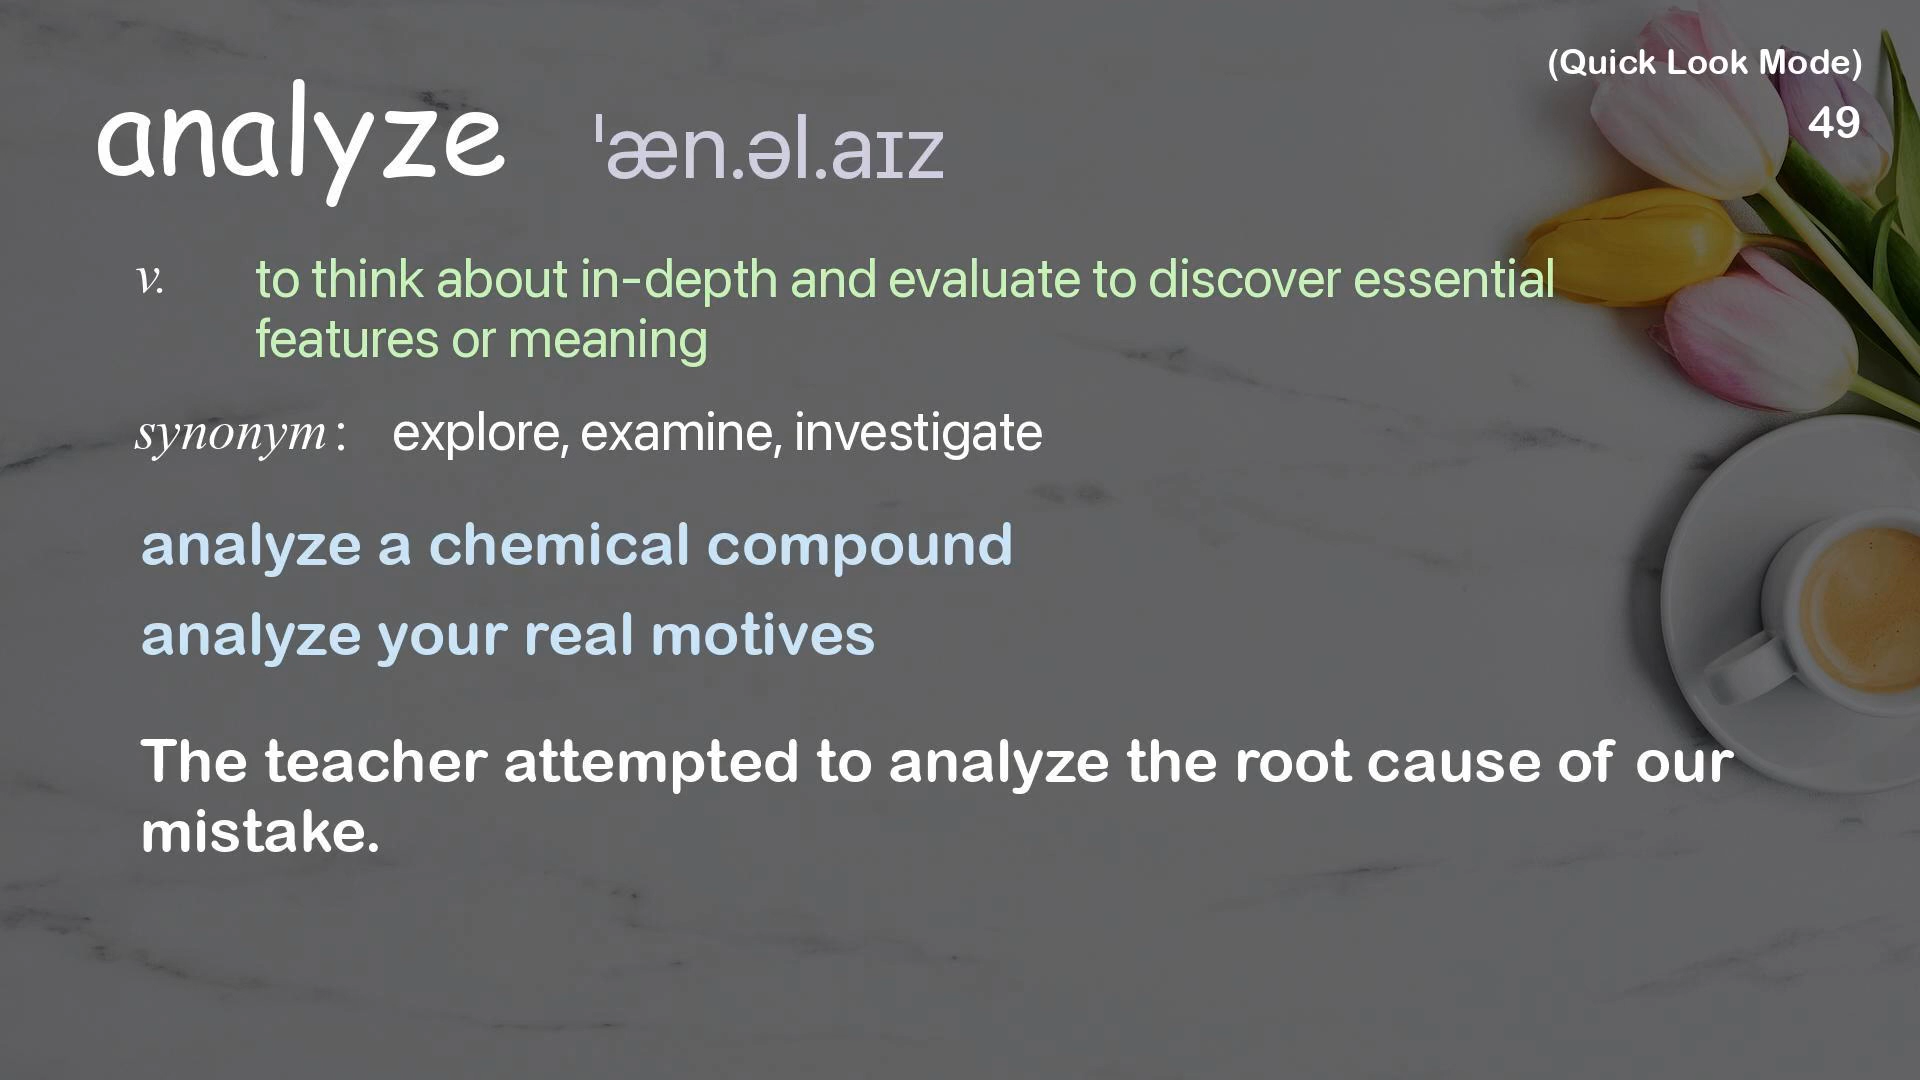 (Quick Look Mode)
49
analyze ˈæn.əl.aɪz
v. to think about in-depth and evaluate to discover essential
features or meaning
synonym: explore, examine, investigate
analyze a chemical compound
analyze your real motives
The teacher attempted to analyze the root cause of our
mistake.